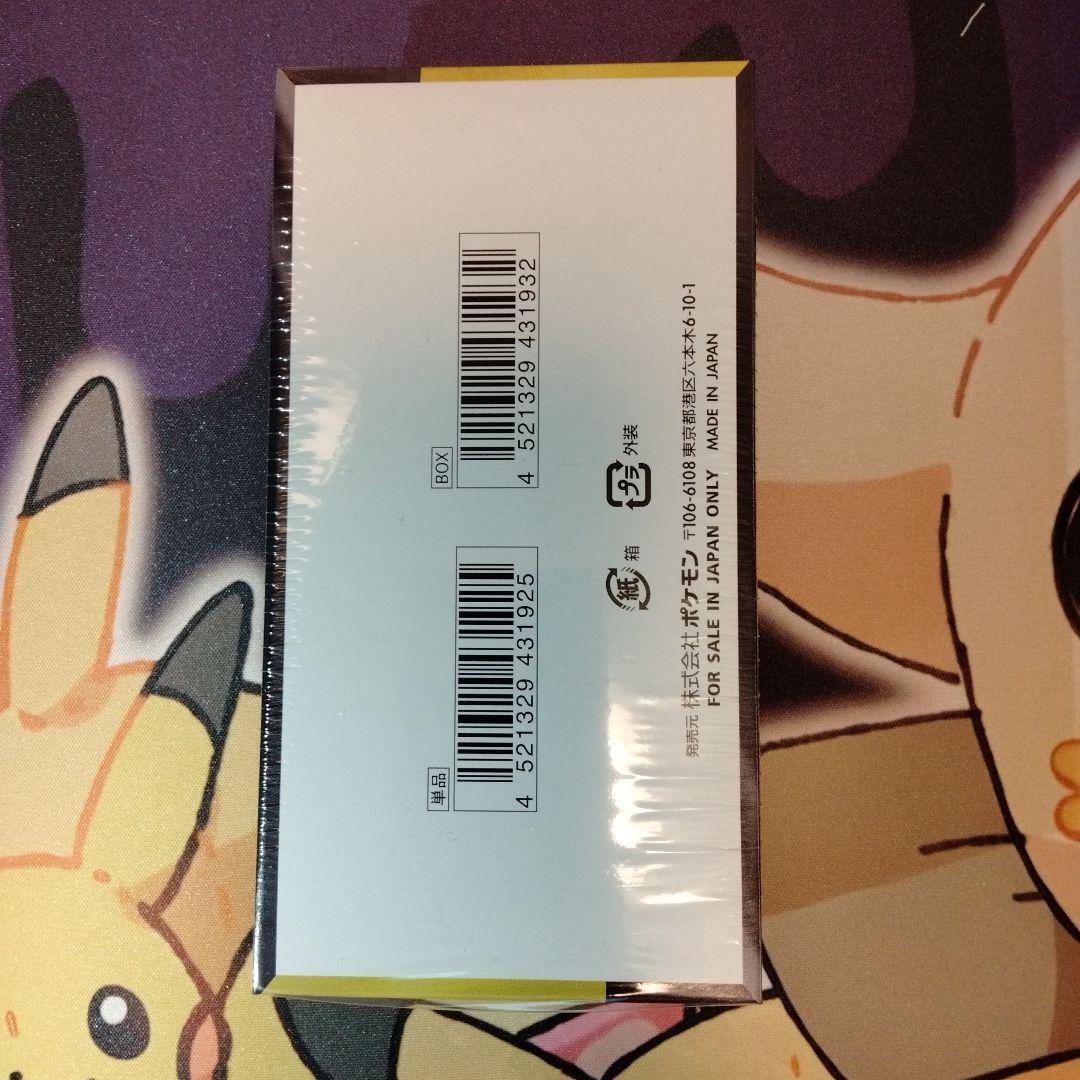 単品
4 521329 431925
BOX
4 521329 431932
紙 箱
プラ 外装
発売元 株式会社 ポケモン 〒106-6108 東京都港区六本木6-10-1
FOR SALE IN JAPAN ONLY MADE IN JAPAN